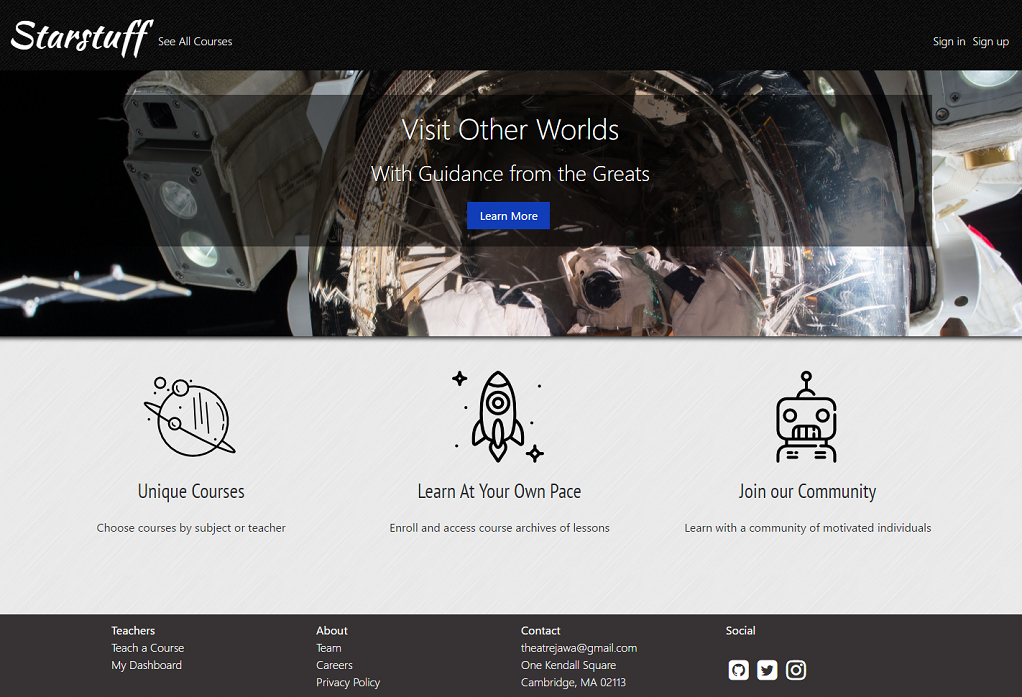 Starstuff See All Courses Sign in Sign up
Visit Other Worlds
With Guidance from the Greats
Learn More
Unique Courses
Choose courses by subject or teacher
Learn At Your Own Pace
Enroll and access course archives of lessons
Join our Community
Learn with a community of motivated individuals
Teachers
Teach a Course
My Dashboard
About
Team
Careers
Privacy Policy
Contact
theatrejawa@gmail.com
One Kendall Square
Cambridge, MA 02113
Social